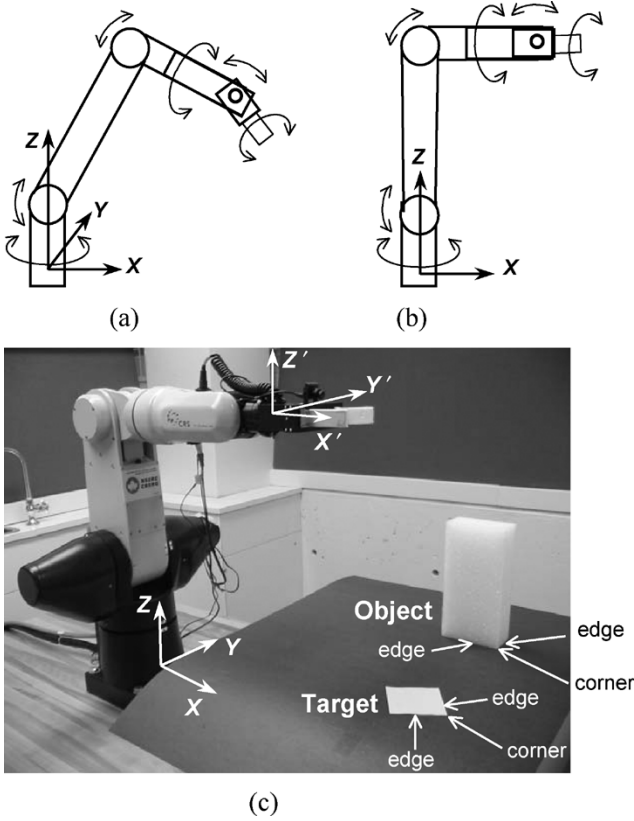 Z
Y
X
(a)
Z
X
(b)
Z′
Y′
X′
CRS
Z
Y
X
Object
edge
edge
corner
Target
edge
edge
corner
(c)